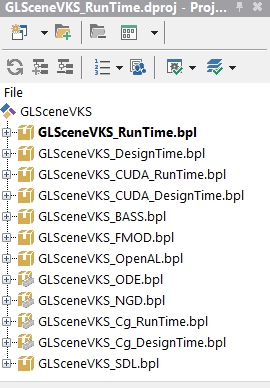 GLSceneVKS_RunTime.dproj - Proj...
File
GLSceneVKS
GLSceneVKS_RunTime.bpl
GLSceneVKS_DesignTime.bpl
GLSceneVKS_CUDA_RunTime.bpl
GLSceneVKS_CUDA_DesignTime.bpl
GLSceneVKS_BASS.bpl
GLSceneVKS_FMOD.bpl
GLSceneVKS_OpenAL.bpl
GLSceneVKS_ODE.bpl
GLSceneVKS_NGD.bpl
GLSceneVKS_Cg_RunTime.bpl
GLSceneVKS_Cg_DesignTime.bpl
GLSceneVKS_SDL.bpl